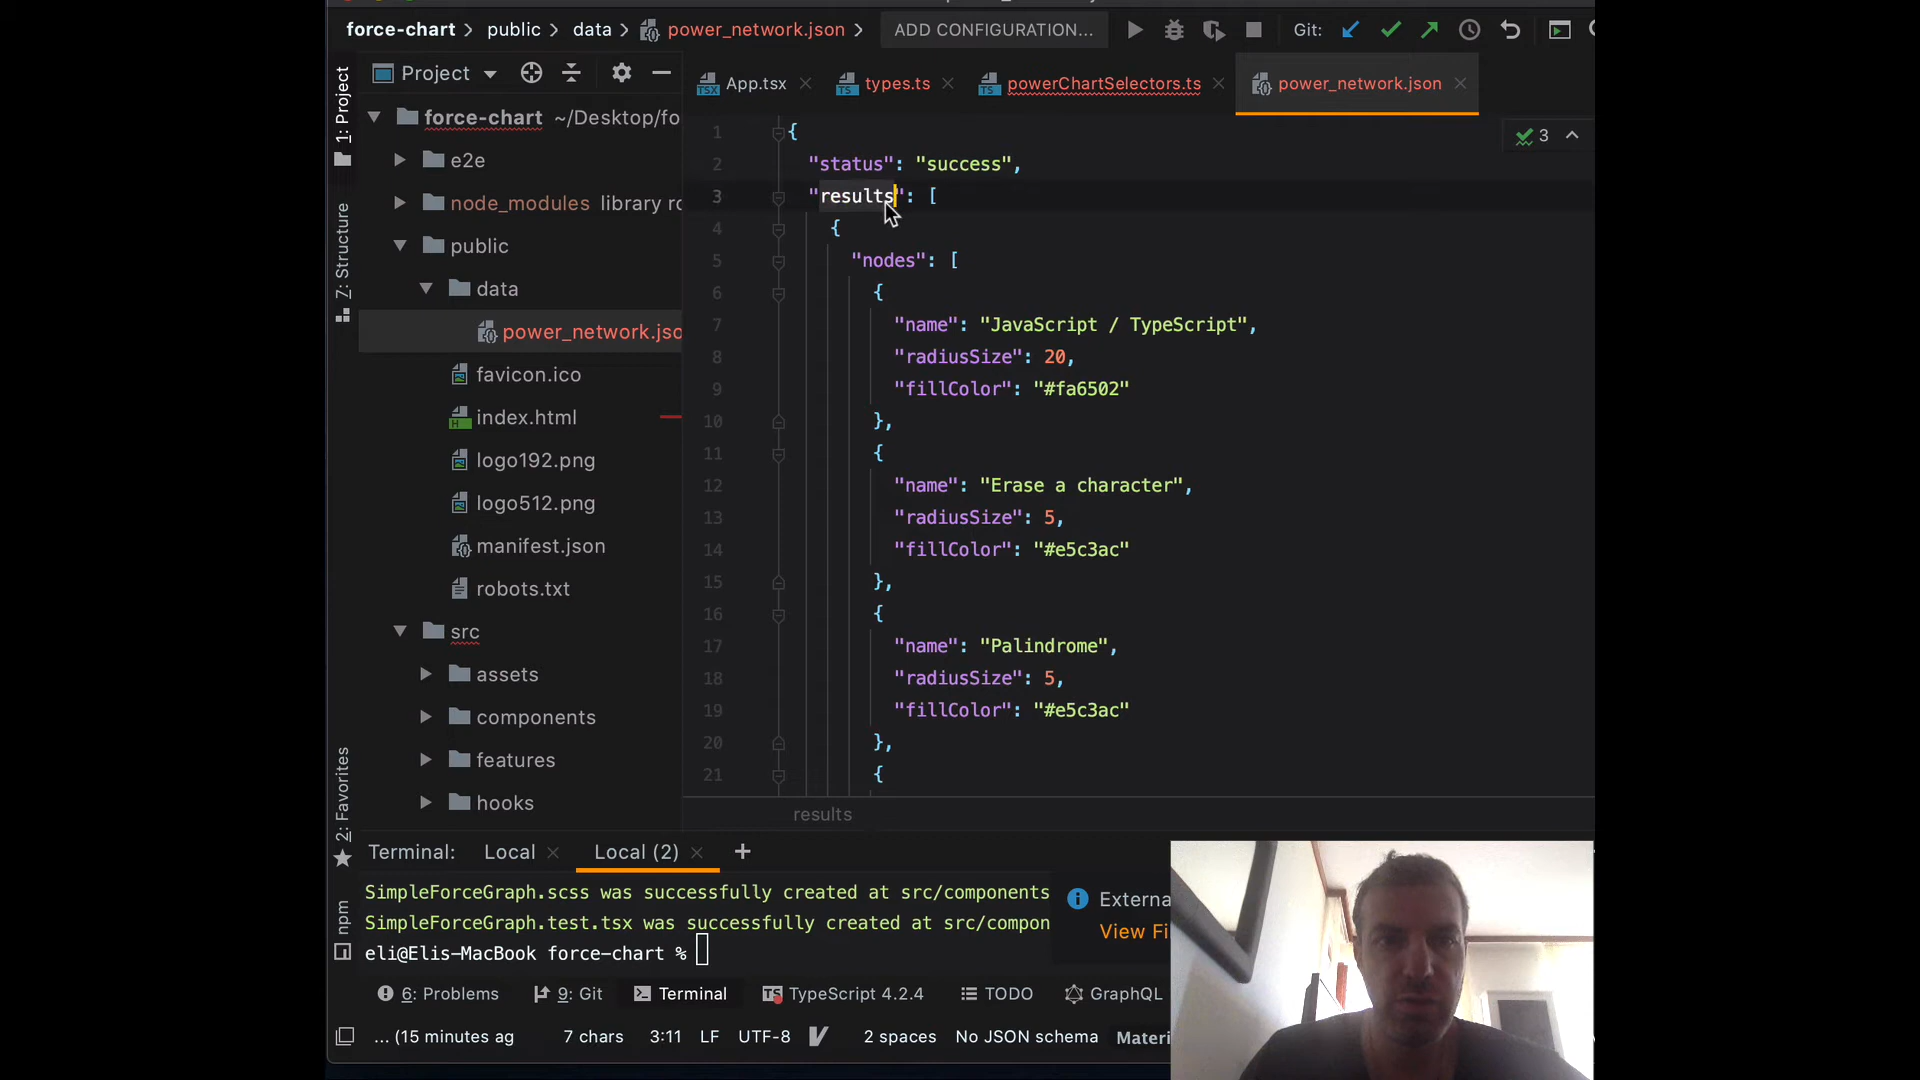 force-chart public data power_network.json ADD CONFIGURATION... Git:
1: Project
Z: Structure
2: Favorites
npm
Project
force-chart ~/Desktop/fo
e2e
node_modules library ro
public
data
power_network.jso
favicon.ico
index.html
logo192.png
logo512.png
manifest.json
robots.txt
src
assets
components
features
hooks
App.tsx types.ts powerChartSelectors.ts power_network.json
3
1 {
2 "status": "success",
3 "results": [
4 {
5 "nodes": [
6 {
7 "name": "JavaScript / TypeScript",
8 "radiusSize": 20,
9 "fillColor": "#fa6502"
10 },
11 {
12 "name": "Erase a character",
13 "radiusSize": 5,
14 "fillColor": "#e5c3ac"
15 },
16 {
17 "name": "Palindrome",
18 "radiusSize": 5,
19 "fillColor": "#e5c3ac"
20 },
21 {
results
Terminal: Local Local (2) +
SimpleForceGraph.scss was successfully created at src/components
SimpleForceGraph.test.tsx was successfully created at src/compon
eli@Elis-MacBook force-chart %
Externa
View Fi
6: Problems 9: Git Terminal TypeScript 4.2.4 TODO GraphQL
... (15 minutes ag 7 chars 3:11 LF UTF-8 2 spaces No JSON schema Materi